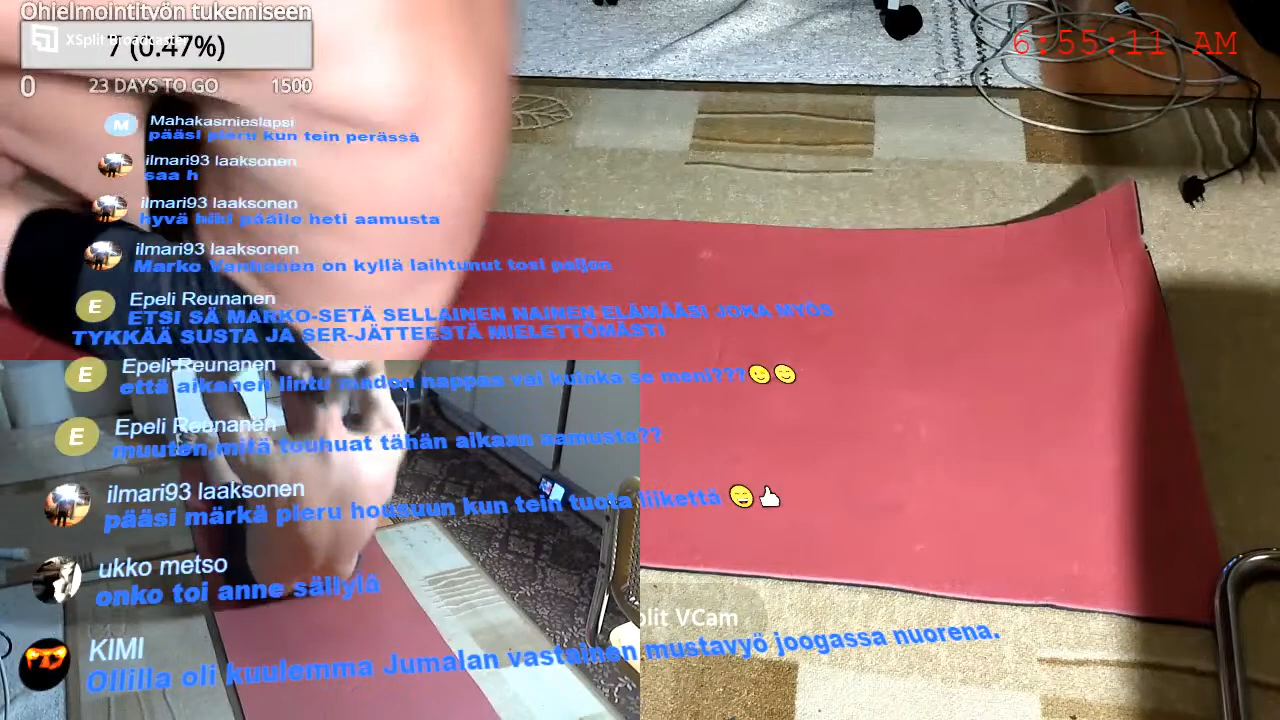 Ohjelmointityön tukemiseen
XSplit Broadcaster
7 (0.47%)
0 23 DAYS TO GO 1500
6:55:11 AM
Mahakasmieslapsi
pääsi pieru kun tein perässä
ilmari93 laaksonen
saa h
ilmari93 laaksonen
hyvä hiki päälle heti aamusta
ilmari93 laaksonen
Marko Vanhanen on kyllä laihtunut tosi paljon
E Epeli Reunanen
ETSI SÄ MARKO-SETÄ SELLAINEN NAINEN ELÄMÄÄSI JOKA MYÖS
TYKKÄÄ SUSTA JA SER-JÄTTEESTÄ MIELETTÖMÄSTI
E Epeli Reunanen
että aikanen lintu madon nappaa vai kuinka se meni???😉😊
E Epeli Reunanen
muuten,mitä touhuat tähän aikaan aamusta??
ilmari93 laaksonen
pääsi märkä pieru housuun kun tein tuota liikettä 😄👍
ukko metso
onko toi anne sällylä
plit VCam
KIMI
Ollilla oli kuulemma Jumalan vastainen mustavyö joogassa nuorena.